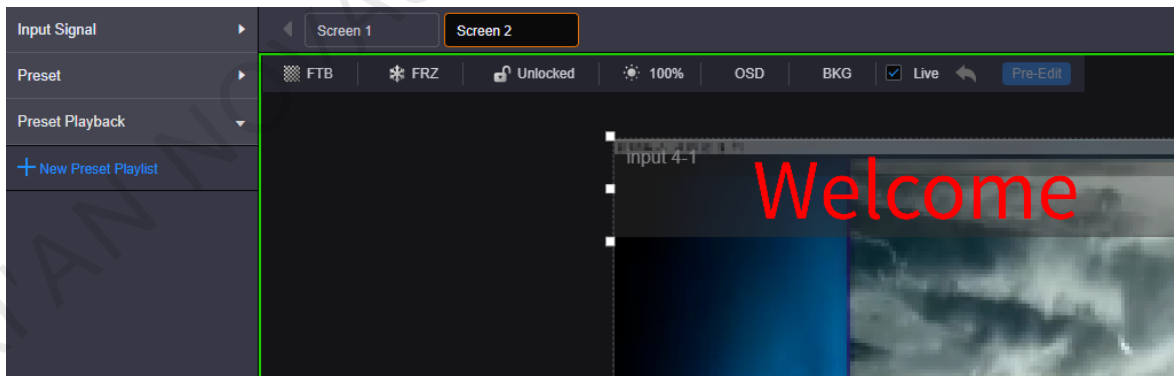 Input Signal
Screen 1
Screen 2
Preset
FTB
FRZ
Unlocked
100%
OSD
BKG
Live
Pre-Edit
Preset Playback
New Preset Playlist
input 4-1
Welcome